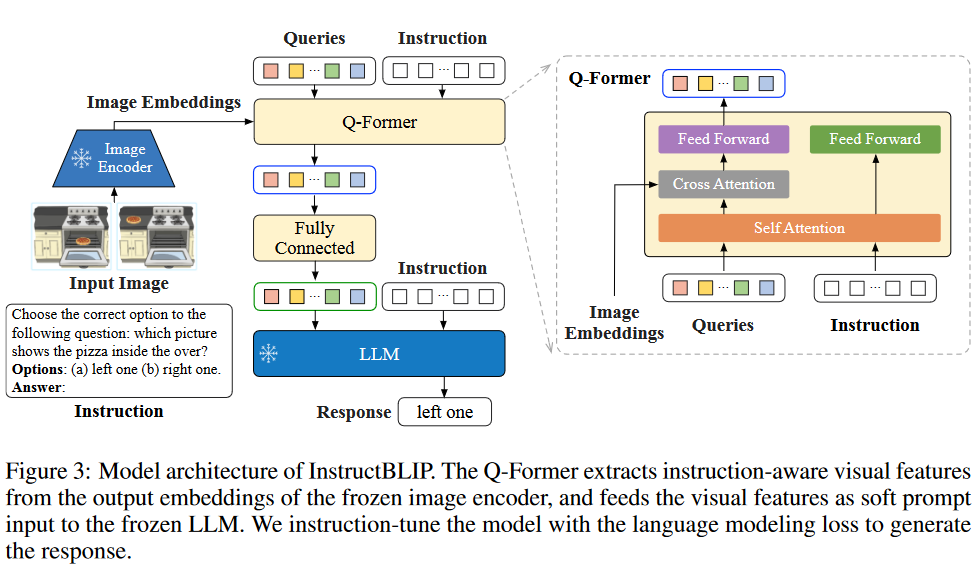 Queries
Instruction
Image Embeddings
Q-Former
Image
Encoder
Input Image
Fully
Connected
Instruction
LLM
Response
left one
Choose the correct option to the
following question: which picture
shows the pizza inside the over?
Options: (a) left one (b) right one.
Answer:
Instruction
Q-Former
Feed Forward
Feed Forward
Cross Attention
Self Attention
Image
Embeddings
Queries
Instruction
Figure 3: Model architecture of InstructBLIP. The Q-Former extracts instruction-aware visual features
from the output embeddings of the frozen image encoder, and feeds the visual features as soft prompt
input to the frozen LLM. We instruction-tune the model with the language modeling loss to generate
the response.